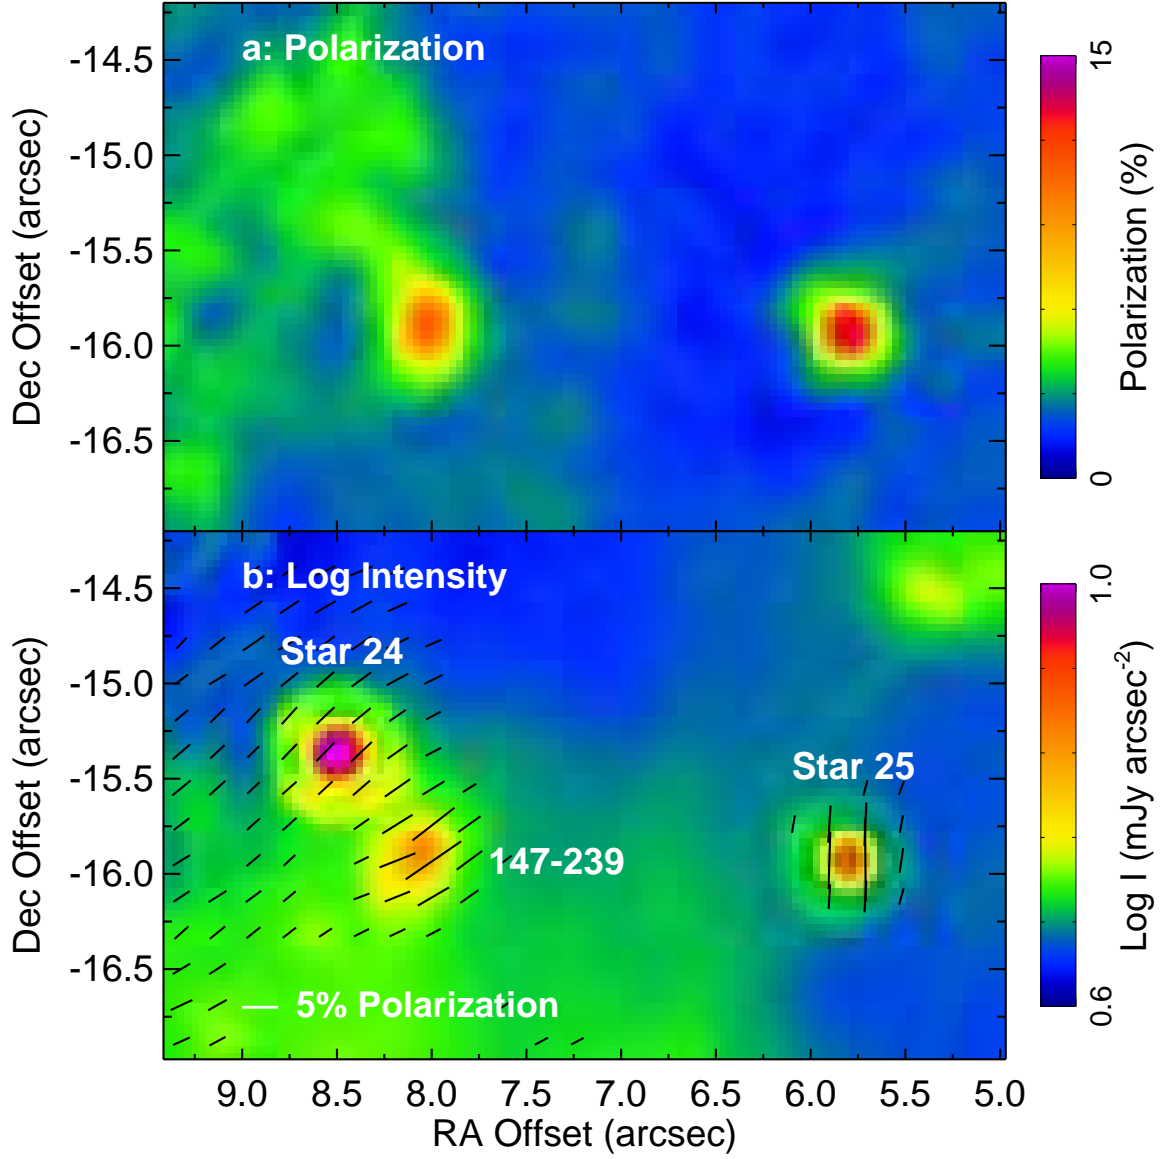 a: Polarization
-14.5
-15.0
-15.5
-16.0
-16.5
Dec Offset (arcsec)
15
0
Polarization (%)
b: Log Intensity
Star 24
Star 25
147-239
5% Polarization
-14.5
-15.0
-15.5
-16.0
-16.5
Dec Offset (arcsec)
1.0
0.6
Log I (mJy arcsec-2)
9.0 8.5 8.0 7.5 7.0 6.5 6.0 5.5 5.0
RA Offset (arcsec)